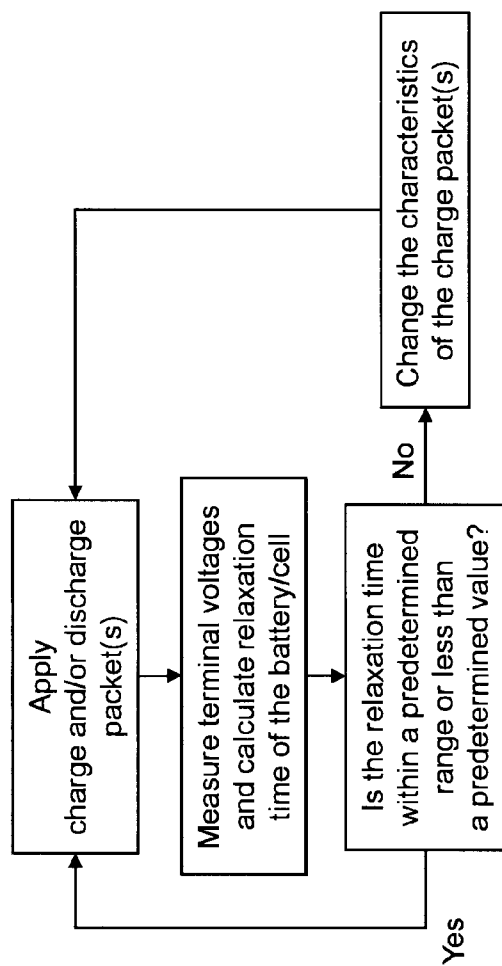 Apply
charge and/or discharge
packet(s)
Measure terminal voltages
and calculate relaxation
time of the battery/cell
Is the relaxation time
within a predetermined
range or less than
a predetermined value?
Yes
No
Change the characteristics
of the charge packet(s)